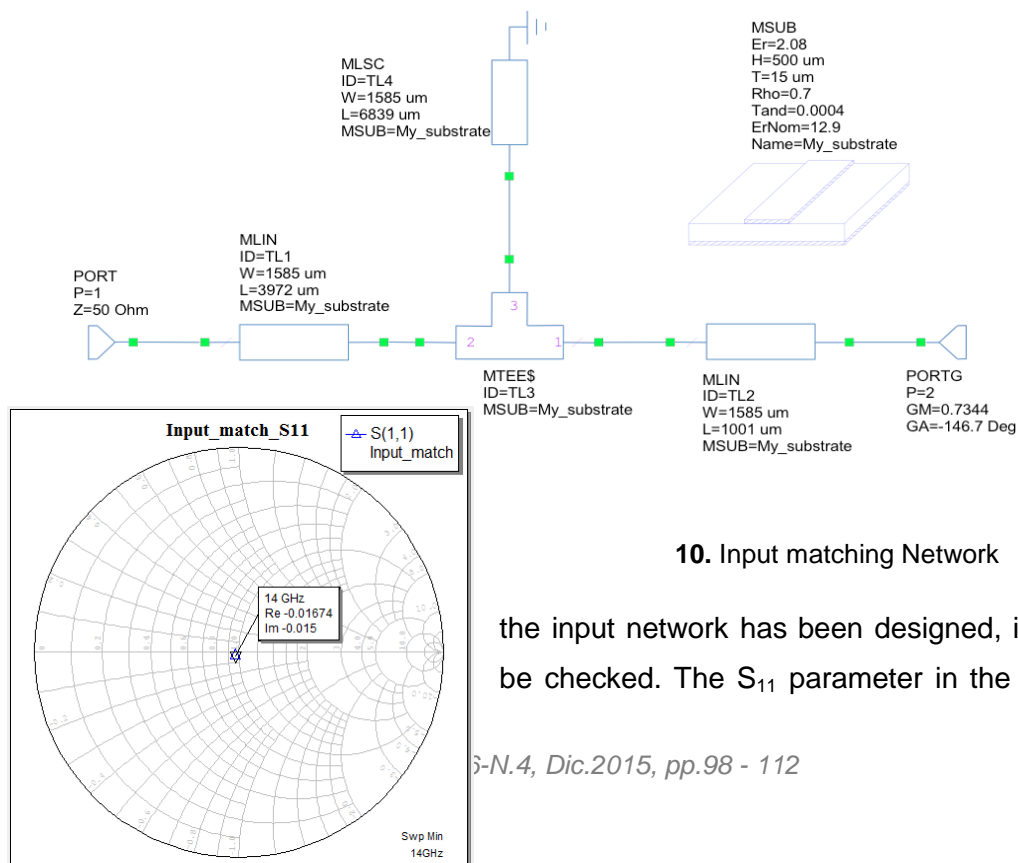 MLSC
ID=TL4
W=1585 um
L=6839 um
MSUB=My_substrate
MSUB
Er=2.08
H=500 um
T=15 um
Rho=0.7
Tand=0.0004
ErNom=12.9
Name=My_substrate
PORT
P=1
Z=50 Ohm
MLIN
ID=TL1
W=1585 um
L=3972 um
MSUB=My_substrate
3
2
1
MTEE$
ID=TL3
MSUB=My_substrate
MLIN
ID=TL2
W=1585 um
L=1001 um
MSUB=My_substrate
PORTG
P=2
GM=0.7344
GA=-146.7 Deg
Input_match_S11
S(1,1)
Input_match
14 GHz
Re -0.01674
Im -0.015
Swp Min
14GHz
10. Input matching Network
the input network has been designed, i
be checked. The S11 parameter in the
-N.4, Dic.2015, pp.98 - 112